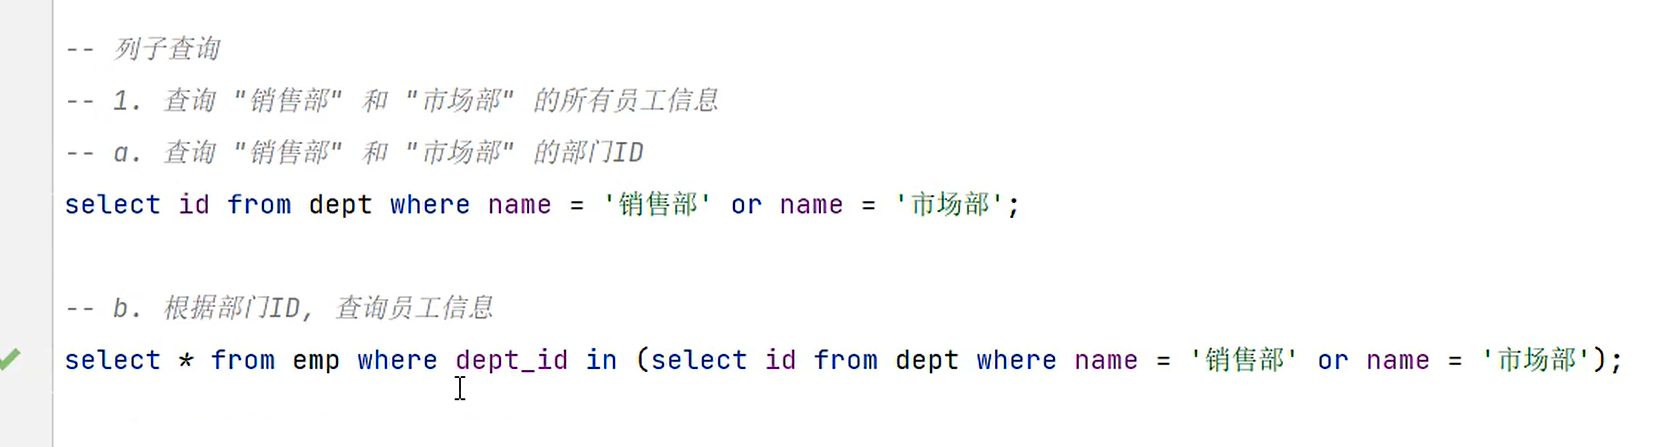 -- 列子查询
-- 1. 查询 "销售部" 和 "市场部" 的所有员工信息
-- a. 查询 "销售部" 和 "市场部" 的部门ID
select id from dept where name = '销售部' or name = '市场部';
-- b. 根据部门ID, 查询员工信息
select * from emp where dept_id in (select id from dept where name = '销售部' or name = '市场部');